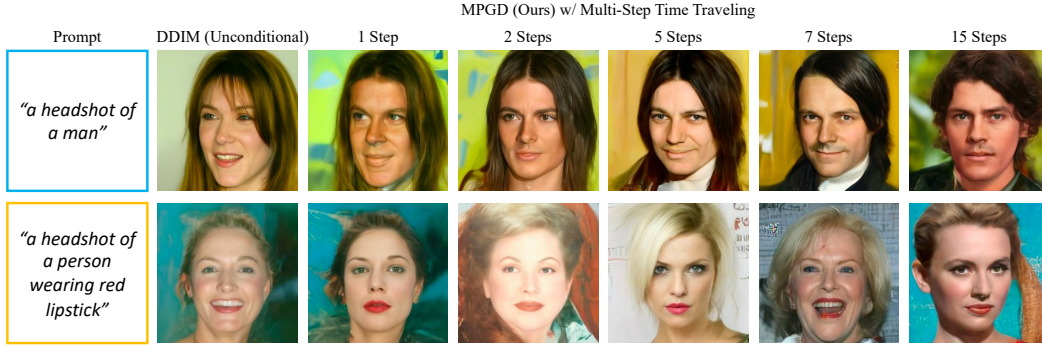 MPGD (Ours) w/ Multi-Step Time Traveling
Prompt DDIM (Unconditional) 1 Step 2 Steps 5 Steps 7 Steps 15 Steps
“a headshot of
a man”
“a headshot of
a person
wearing red
lipstick”